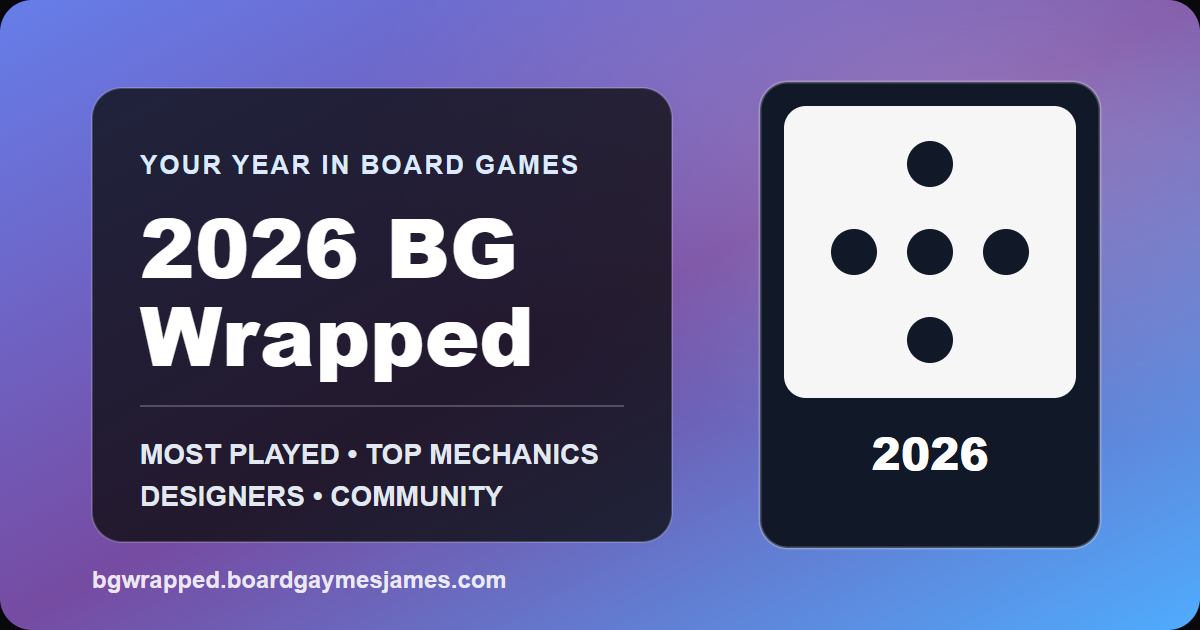 YOUR YEAR IN BOARD GAMES
2026 BG
Wrapped
MOST PLAYED • TOP MECHANICS
DESIGNERS • COMMUNITY
2026
bgwrapped.boardgaymesjames.com